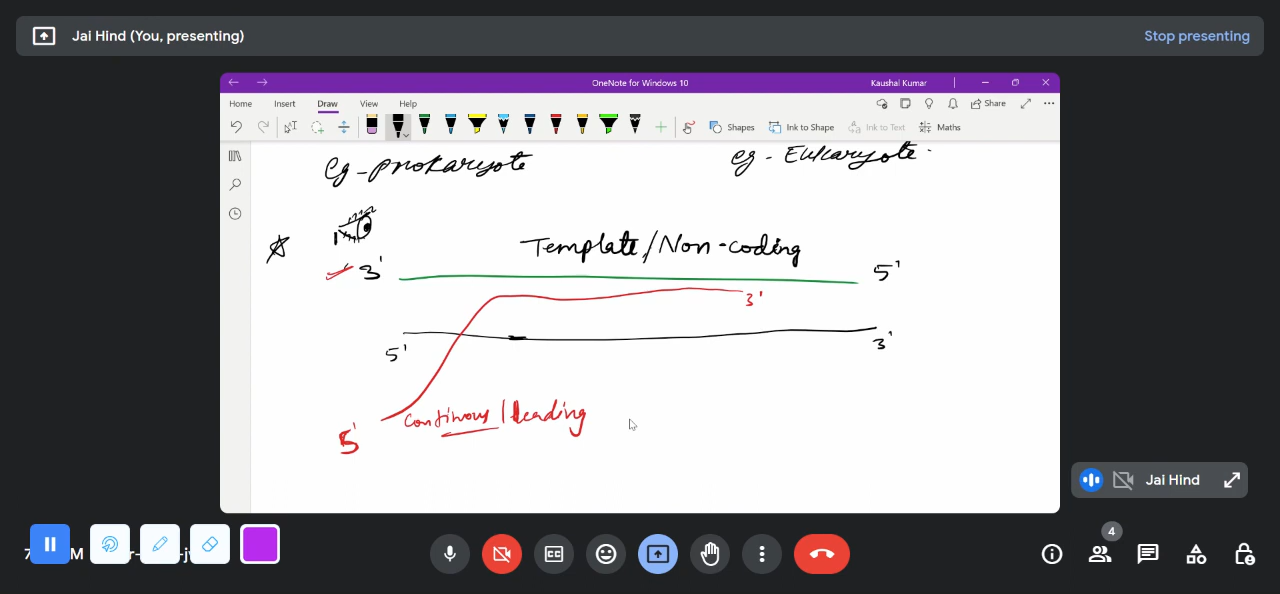 Jai Hind (You, presenting)
Stop presenting
OneNote for Windows 10
Kaushal Kumar
Home Insert Draw View Help
Share
Shapes Ink to Shape Ink to Text Maths
Eg - prokaryote
eg - Eukaryote -
Template/Non-coding
3' 5'
3'
5' 3'
continous / leading
5'
Jai Hind
4